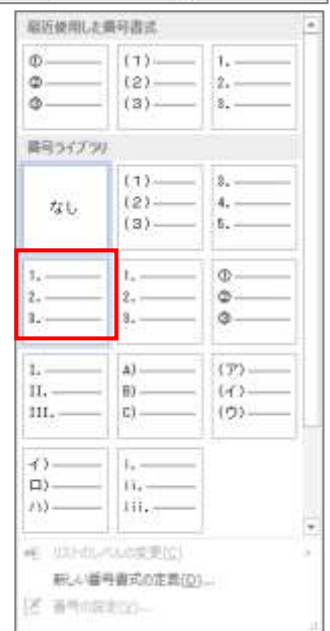 最近使用した番号書式
① (1) 1.
② (2) 2.
③ (3) 3.
番号ライブラリ
なし
(1) 3.
(2) 4.
(3) 5.
1. 1. ①
2. 2. ②
3. 3. ③
I. A) (ア)
II. B) (イ)
III. C) (ウ)
イ) i.
ロ) ii.
ハ) iii.
リストのレベルの変更(C)
新しい番号書式の定義(D)...
番号の設定(V)...